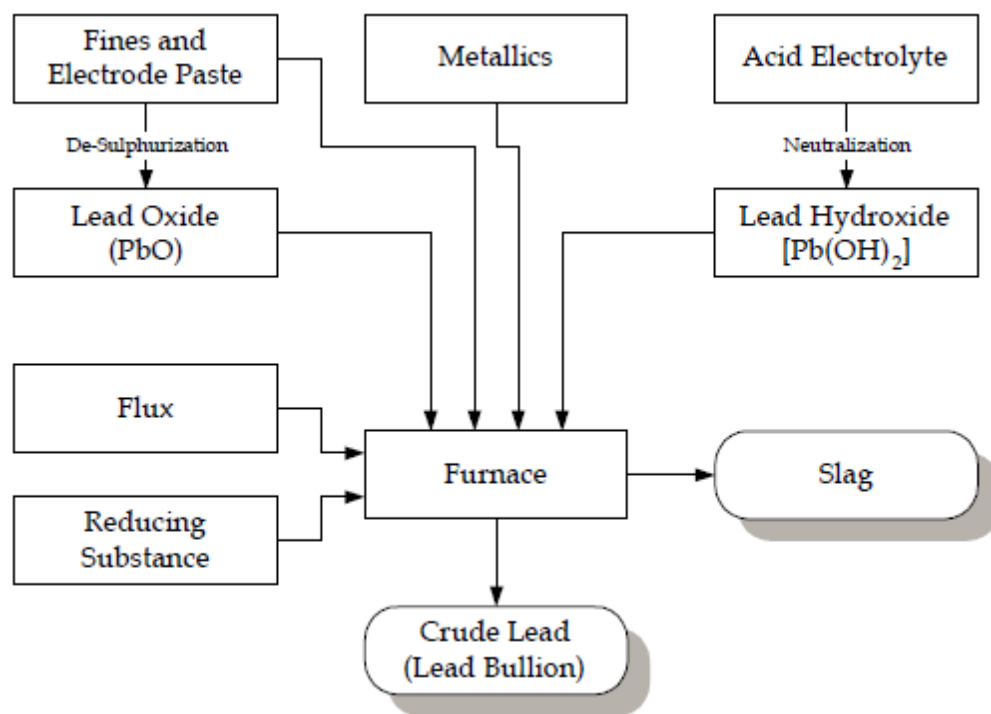 Fines and
Electrode Paste
Metallics
Acid Electrolyte
De-Sulphurization
Neutralization
Lead Oxide
(PbO)
Lead Hydroxide
[Pb(OH)₂]
Flux
Furnace
Slag
Reducing
Substance
Crude Lead
(Lead Bullion)